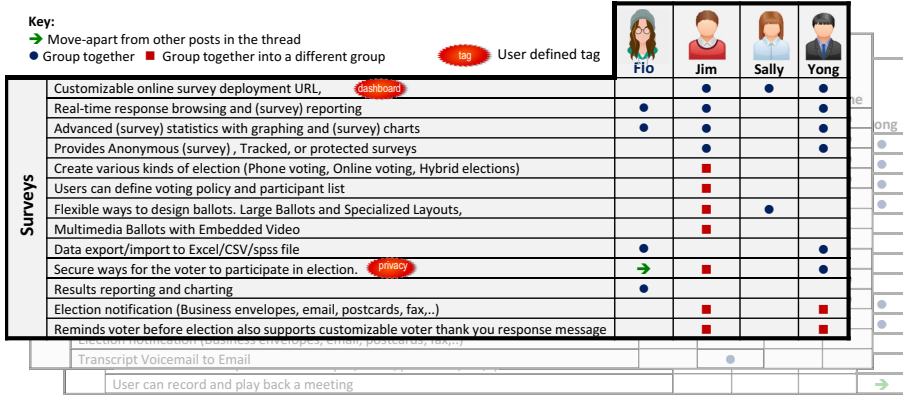 Key:
➔ Move-apart from other posts in the thread
● Group together ■ Group together into a different group
tag User defined tag
Fio Jim Sally Yong
Surveys
Customizable online survey deployment URL, dashboard
Real-time response browsing and (survey) reporting
Advanced (survey) statistics with graphing and (survey) charts
Provides Anonymous (survey) , Tracked, or protected surveys
Create various kinds of election (Phone voting, Online voting, Hybrid elections)
Users can define voting policy and participant list
Flexible ways to design ballots. Large Ballots and Specialized Layouts,
Multimedia Ballots with Embedded Video
Data export/import to Excel/CSV/spss file
Secure ways for the voter to participate in election. privacy
Results reporting and charting
Election notification (Business envelopes, email, postcards, fax,..)
Reminds voter before election also supports customizable voter thank you response message
Election notification (Business envelopes, email, postcards, fax,..)
Transcript Voicemail to Email
User can record and play back a meeting
ne
ong